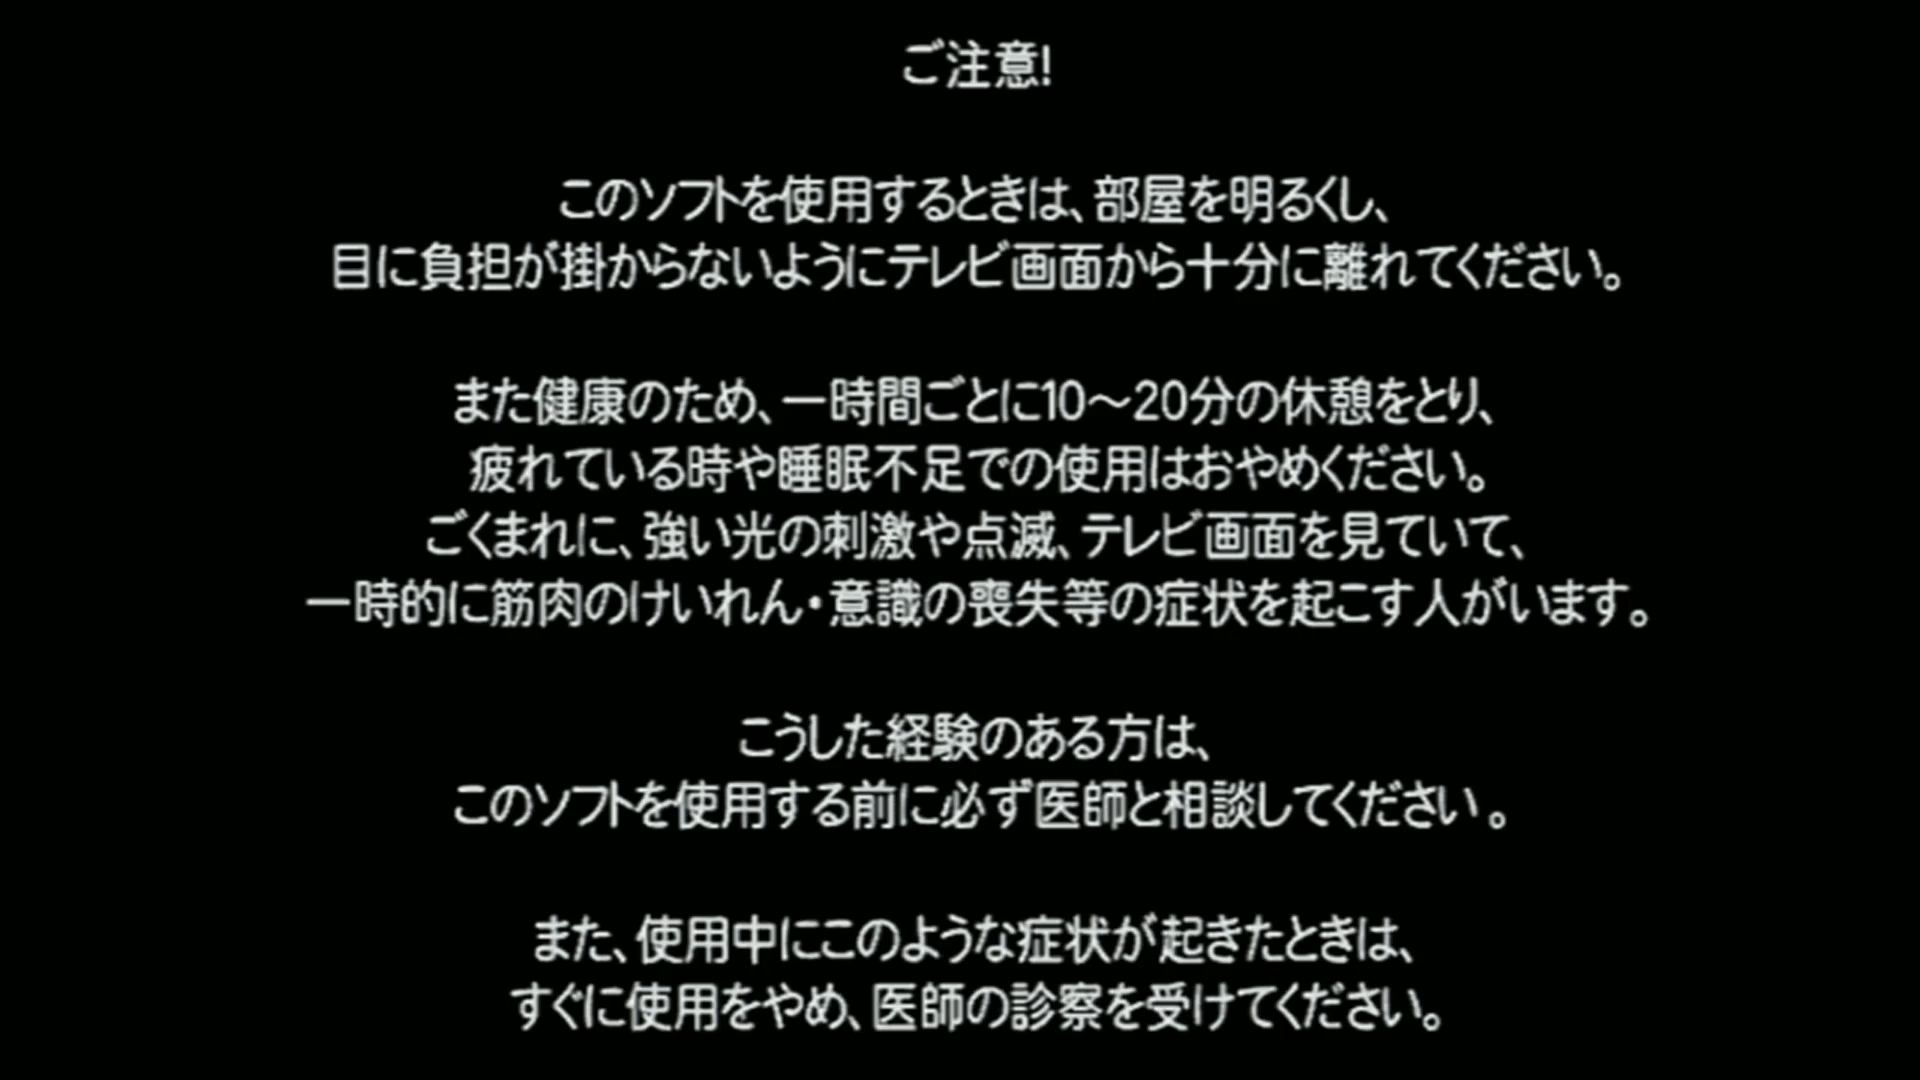 ご注意!
このソフトを使用するときは、部屋を明るくし、
目に負担が掛からないようにテレビ画面から十分に離れてください。
また健康のため、一時間ごとに10～20分の休憩をとり、
疲れている時や睡眠不足での使用はおやめください。
ごくまれに、強い光の刺激や点滅、テレビ画面を見ていて、
一時的に筋肉のけいれん・意識の喪失等の症状を起こす人がいます。
こうした経験のある方は、
このソフトを使用する前に必ず医師と相談してください。
また、使用中にこのような症状が起きたときは、
すぐに使用をやめ、医師の診察を受けてください。